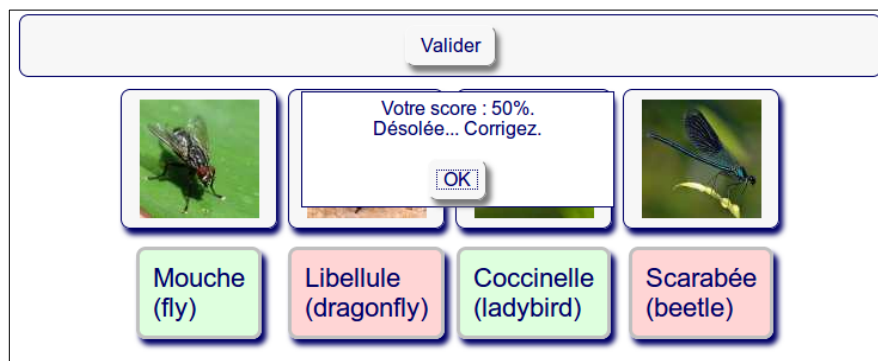 Valider
Votre score : 50%.
Désolée... Corrigez.
OK
Mouche
(fly)
Libellule
(dragonfly)
Coccinelle
(ladybird)
Scarabée
(beetle)